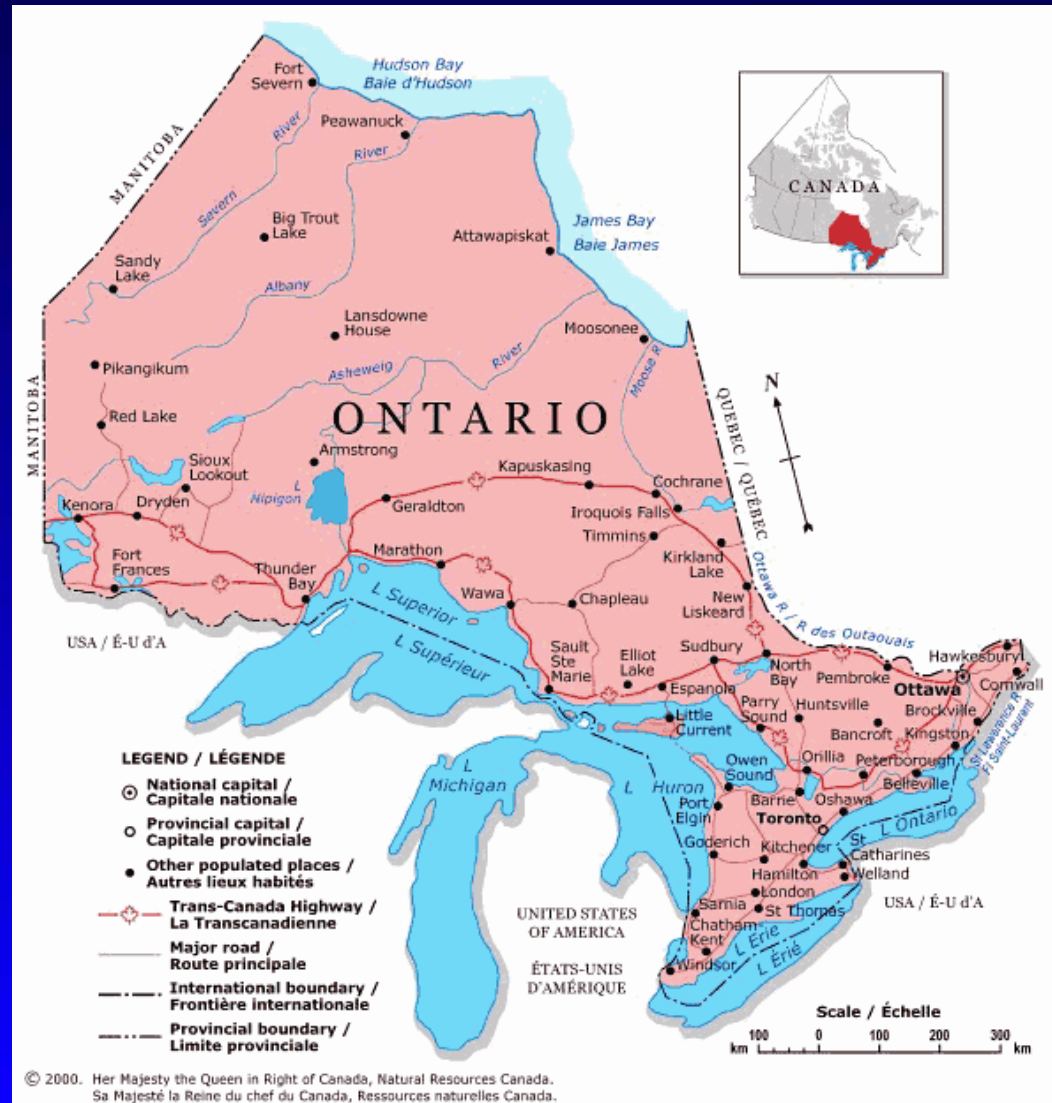 Hudson Bay
Baie d'Hudson
Fort
Severn
Peawanuck
River
River
MANITOBA
Severn
Big Trout
Lake
CANADA
James Bay
Baie James
Attawapiskat
Sandy
Lake
Albany
Lansdowne
House
Moosonee
River
Asheweig
Moose R
Pikangikum
MANITOBA
Red Lake
ONTARIO
N
QUEBEC / QUÉBEC
Armstrong
Sioux
Lookout
Kapuskasing
Cochrane
L
Nipigon
Kenora
Dryden
Geraldton
Iroquois Falls
Timmins
Marathon
Kirkland
Lake
Fort
Frances
Thunder
Bay
Ottawa R / R des Outaouais
L Superior
Wawa
Chapleau
New
Liskeard
USA / É-U d'A
L Supérieur
Sault
Ste
Marie
Elliot
Lake
Sudbury
North
Bay
Pembroke
Hawkesbury
Ottawa
Cornwall
Espanola
Parry
Sound
Huntsville
Brockville
Little
Current
Bancroft
Kingston
St Lawerence R
Fl Saint-Laurent
Orillia
Peterborough
Belleville
Owen
Sound
L
Michigan
L Huron
Port
Elgin
Barrie
Oshawa
Toronto
L Ontario
Goderich
Kitchener
St
Catharines
Hamilton
Welland
London
Sarnia
St Thomas
USA / É-U d'A
UNITED STATES
OF AMERICA
Chatham-
Kent
L Erie
L Érié
Windsor
ÉTATS-UNIS
D'AMÉRIQUE
LEGEND / LÉGENDE
National capital /
Capitale nationale
Provincial capital /
Capitale provinciale
Other populated places /
Autres lieux habités
Trans-Canada Highway /
La Transcanadienne
Major road /
Route principale
International boundary /
Frontière internationale
Provincial boundary /
Limite provinciale
Scale / Échelle
100 0 100 200 300
km km
© 2000. Her Majesty the Queen in Right of Canada, Natural Resources Canada.
Sa Majesté la Reine du chef du Canada, Ressources naturelles Canada.